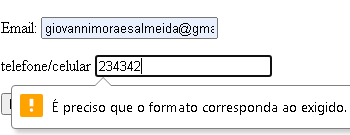 Email: giovannimoraesalmeida@gma
telefone/celular 234342
É preciso que o formato corresponda ao exigido.